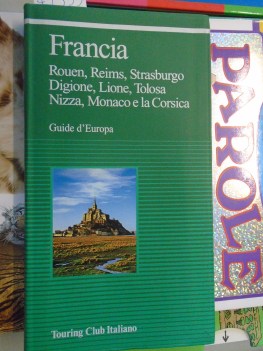 Francia
Rouen, Reims, Strasburgo
Digione, Lione, Tolosa
Nizza, Monaco e la Corsica
Guide d'Europa
Touring Club Italiano
PAROLE